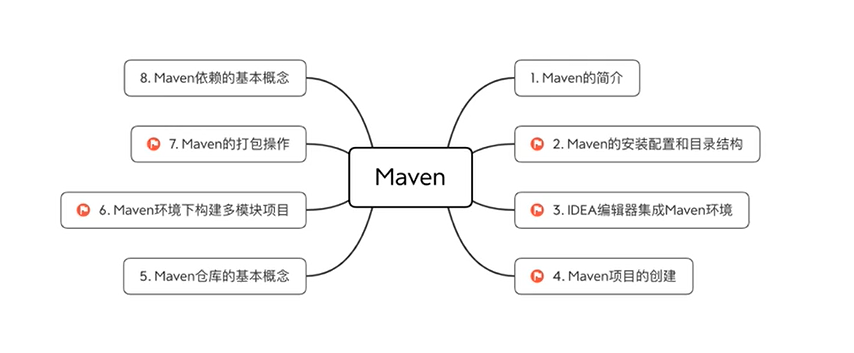 Maven
1. Maven的简介
2. Maven的安装配置和目录结构
3. IDEA编辑器集成Maven环境
4. Maven项目的创建
5. Maven仓库的基本概念
6. Maven环境下构建多模块项目
7. Maven的打包操作
8. Maven依赖的基本概念